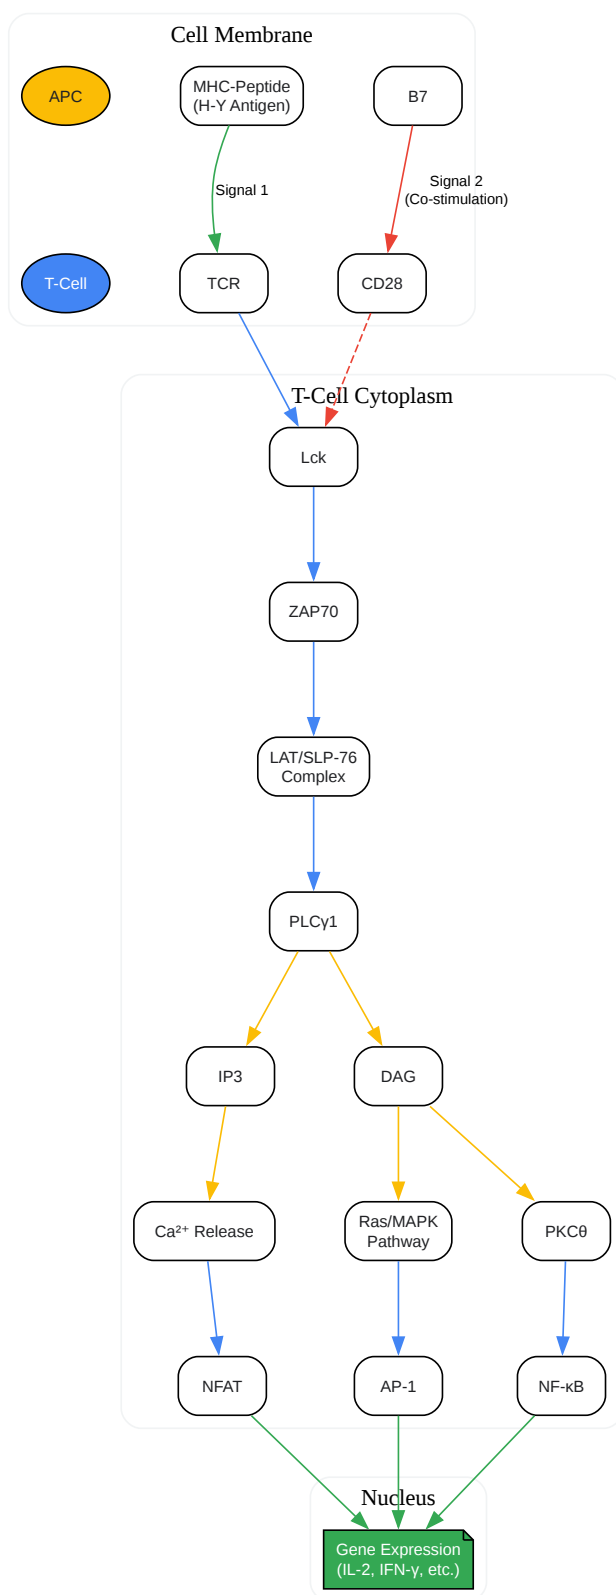 Cell Membrane
APC
MHC-Peptide
(H-Y Antigen)
B7
Signal 1
Signal 2
(Co-stimulation)
T-Cell
TCR
CD28
T-Cell Cytoplasm
Lck
ZAP70
LAT/SLP-76
Complex
PLCγ1
IP3
DAG
Ca²⁺ Release
Ras/MAPK
Pathway
PKCθ
NFAT
AP-1
NF-κB
Nucleus
Gene Expression
(IL-2, IFN-γ, etc.)